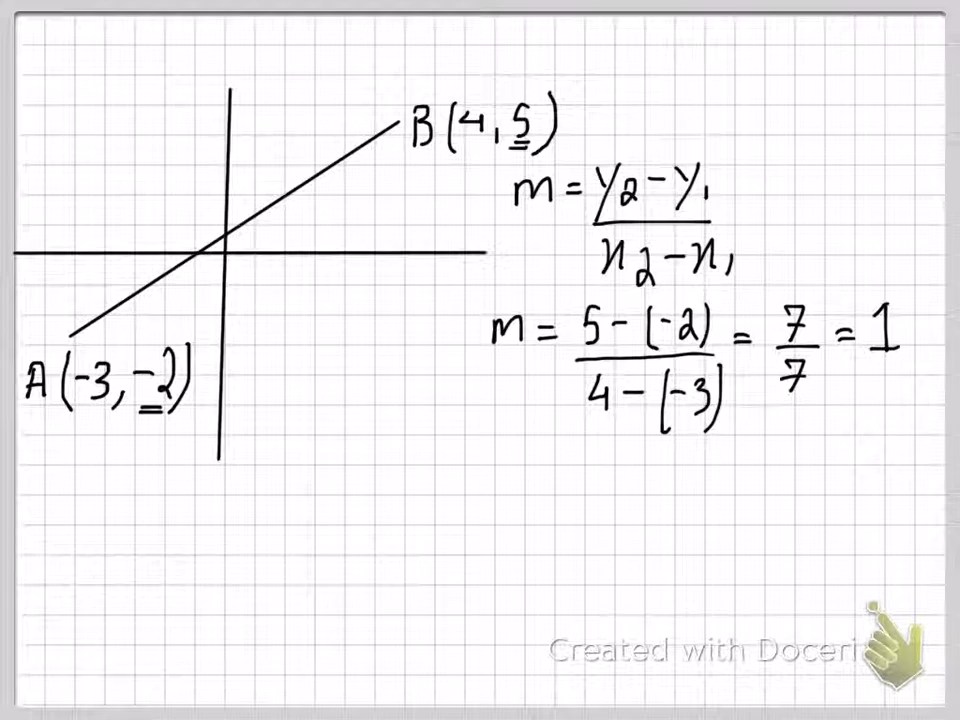 B(4, 5)
m = y2 - y1
x2 - x1
m = 5 - (-2) = 7 = 1
4 - (-3) 7
A(-3, -2)
Created with Doceri